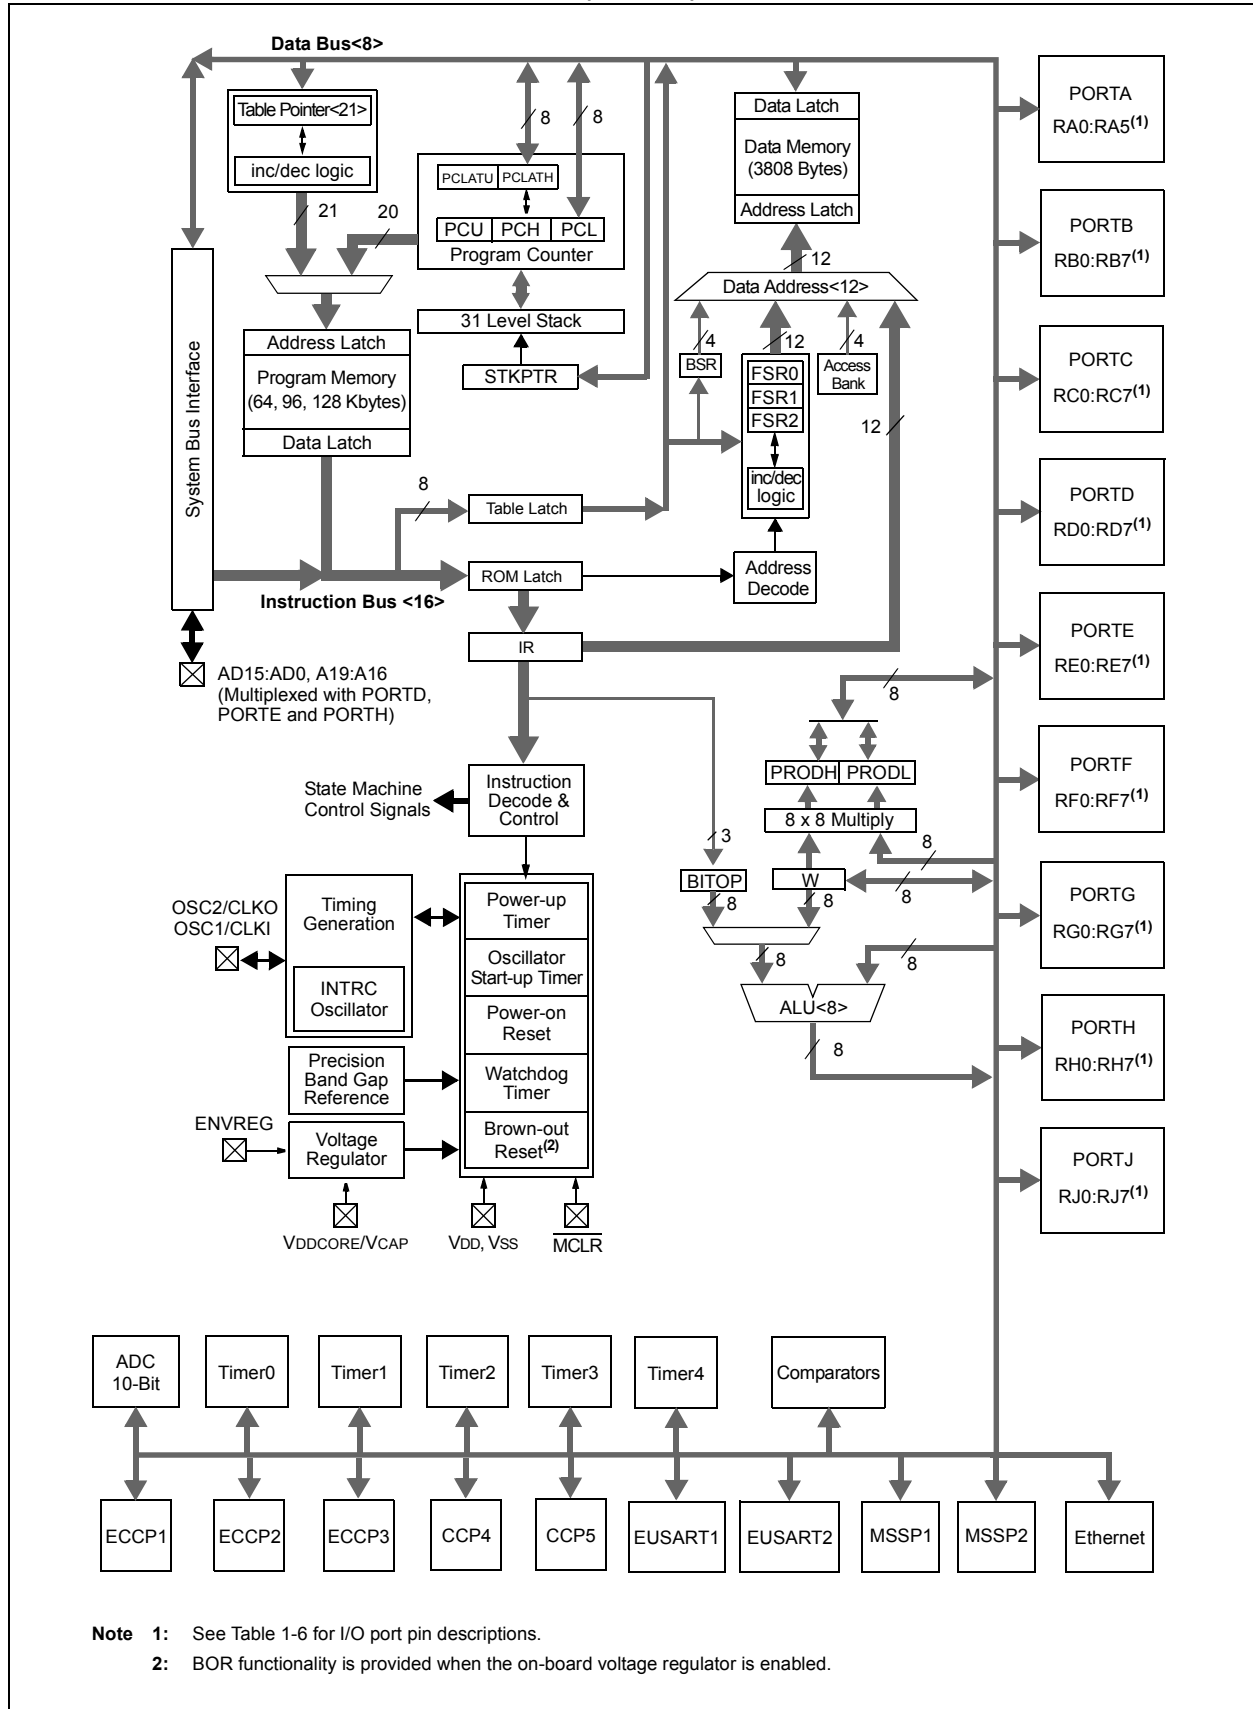 Data Bus<8>
Table Pointer<21>
inc/dec logic
21
20
8
8
PCLATU
PCLATH
PCU
PCH
PCL
Program Counter
31 Level Stack
STKPTR
Data Latch
Data Memory
(3808 Bytes)
Address Latch
12
Data Address<12>
4
12
4
BSR
FSR0
FSR1
FSR2
inc/dec
logic
Access
Bank
12
Address
Decode
System Bus Interface
Address Latch
Program Memory
(64, 96, 128 Kbytes)
Data Latch
8
Table Latch
ROM Latch
Instruction Bus <16>
IR
AD15:AD0, A19:A16
(Multiplexed with PORTD,
PORTE and PORTH)
State Machine
Control Signals
Instruction
Decode &
Control
8
PRODH
PRODL
8 x 8 Multiply
3
8
BITOP
W
8
8
8
8
8
ALU<8>
8
OSC2/CLKO
OSC1/CLKI
Timing
Generation
INTRC
Oscillator
Power-up
Timer
Oscillator
Start-up Timer
Power-on
Reset
Watchdog
Timer
Brown-out
Reset(2)
Precision
Band Gap
Reference
ENVREG
Voltage
Regulator
VDDCORE/VCAP
VDD, VSS
MCLR
PORTA
RA0:RA5(1)
PORTB
RB0:RB7(1)
PORTC
RC0:RC7(1)
PORTD
RD0:RD7(1)
PORTE
RE0:RE7(1)
PORTF
RF0:RF7(1)
PORTG
RG0:RG7(1)
PORTH
RH0:RH7(1)
PORTJ
RJ0:RJ7(1)
ADC
10-Bit
Timer0
Timer1
Timer2
Timer3
Timer4
Comparators
ECCP1
ECCP2
ECCP3
CCP4
CCP5
EUSART1
EUSART2
MSSP1
MSSP2
Ethernet
Note 1: See Table 1-6 for I/O port pin descriptions.
2: BOR functionality is provided when the on-board voltage regulator is enabled.